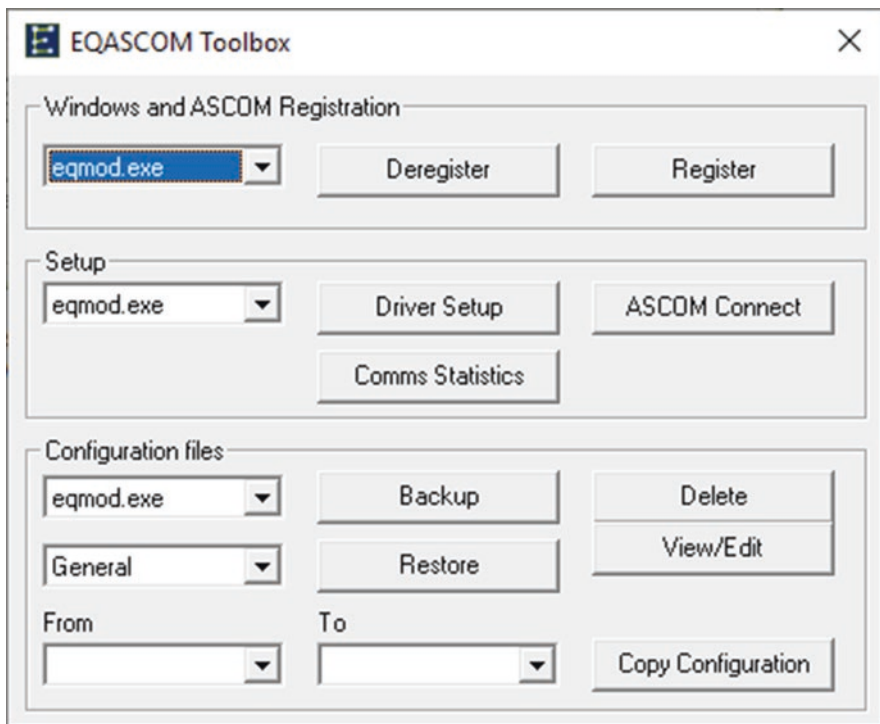 EQASCOM Toolbox
Windows and ASCOM Registration
eqmod.exe Deregister Register
Setup
eqmod.exe Driver Setup ASCOM Connect
Comms Statistics
Configuration files
eqmod.exe Backup Delete
View/Edit
General Restore
From To
Copy Configuration